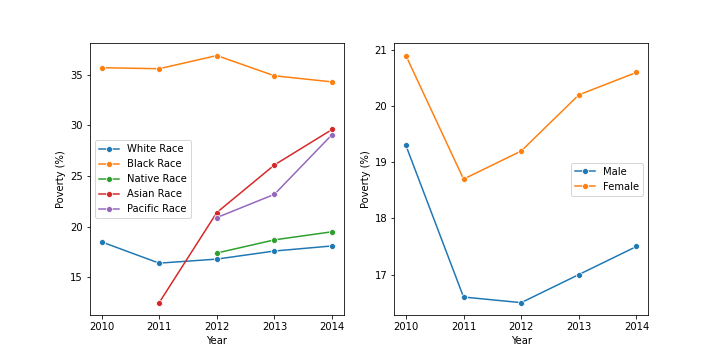 35
30
25
20
15
Poverty (%)
White Race
Black Race
Native Race
Asian Race
Pacific Race
2010 2011 2012 2013 2014
Year
21
20
19
18
17
Poverty (%)
Male
Female
2010 2011 2012 2013 2014
Year